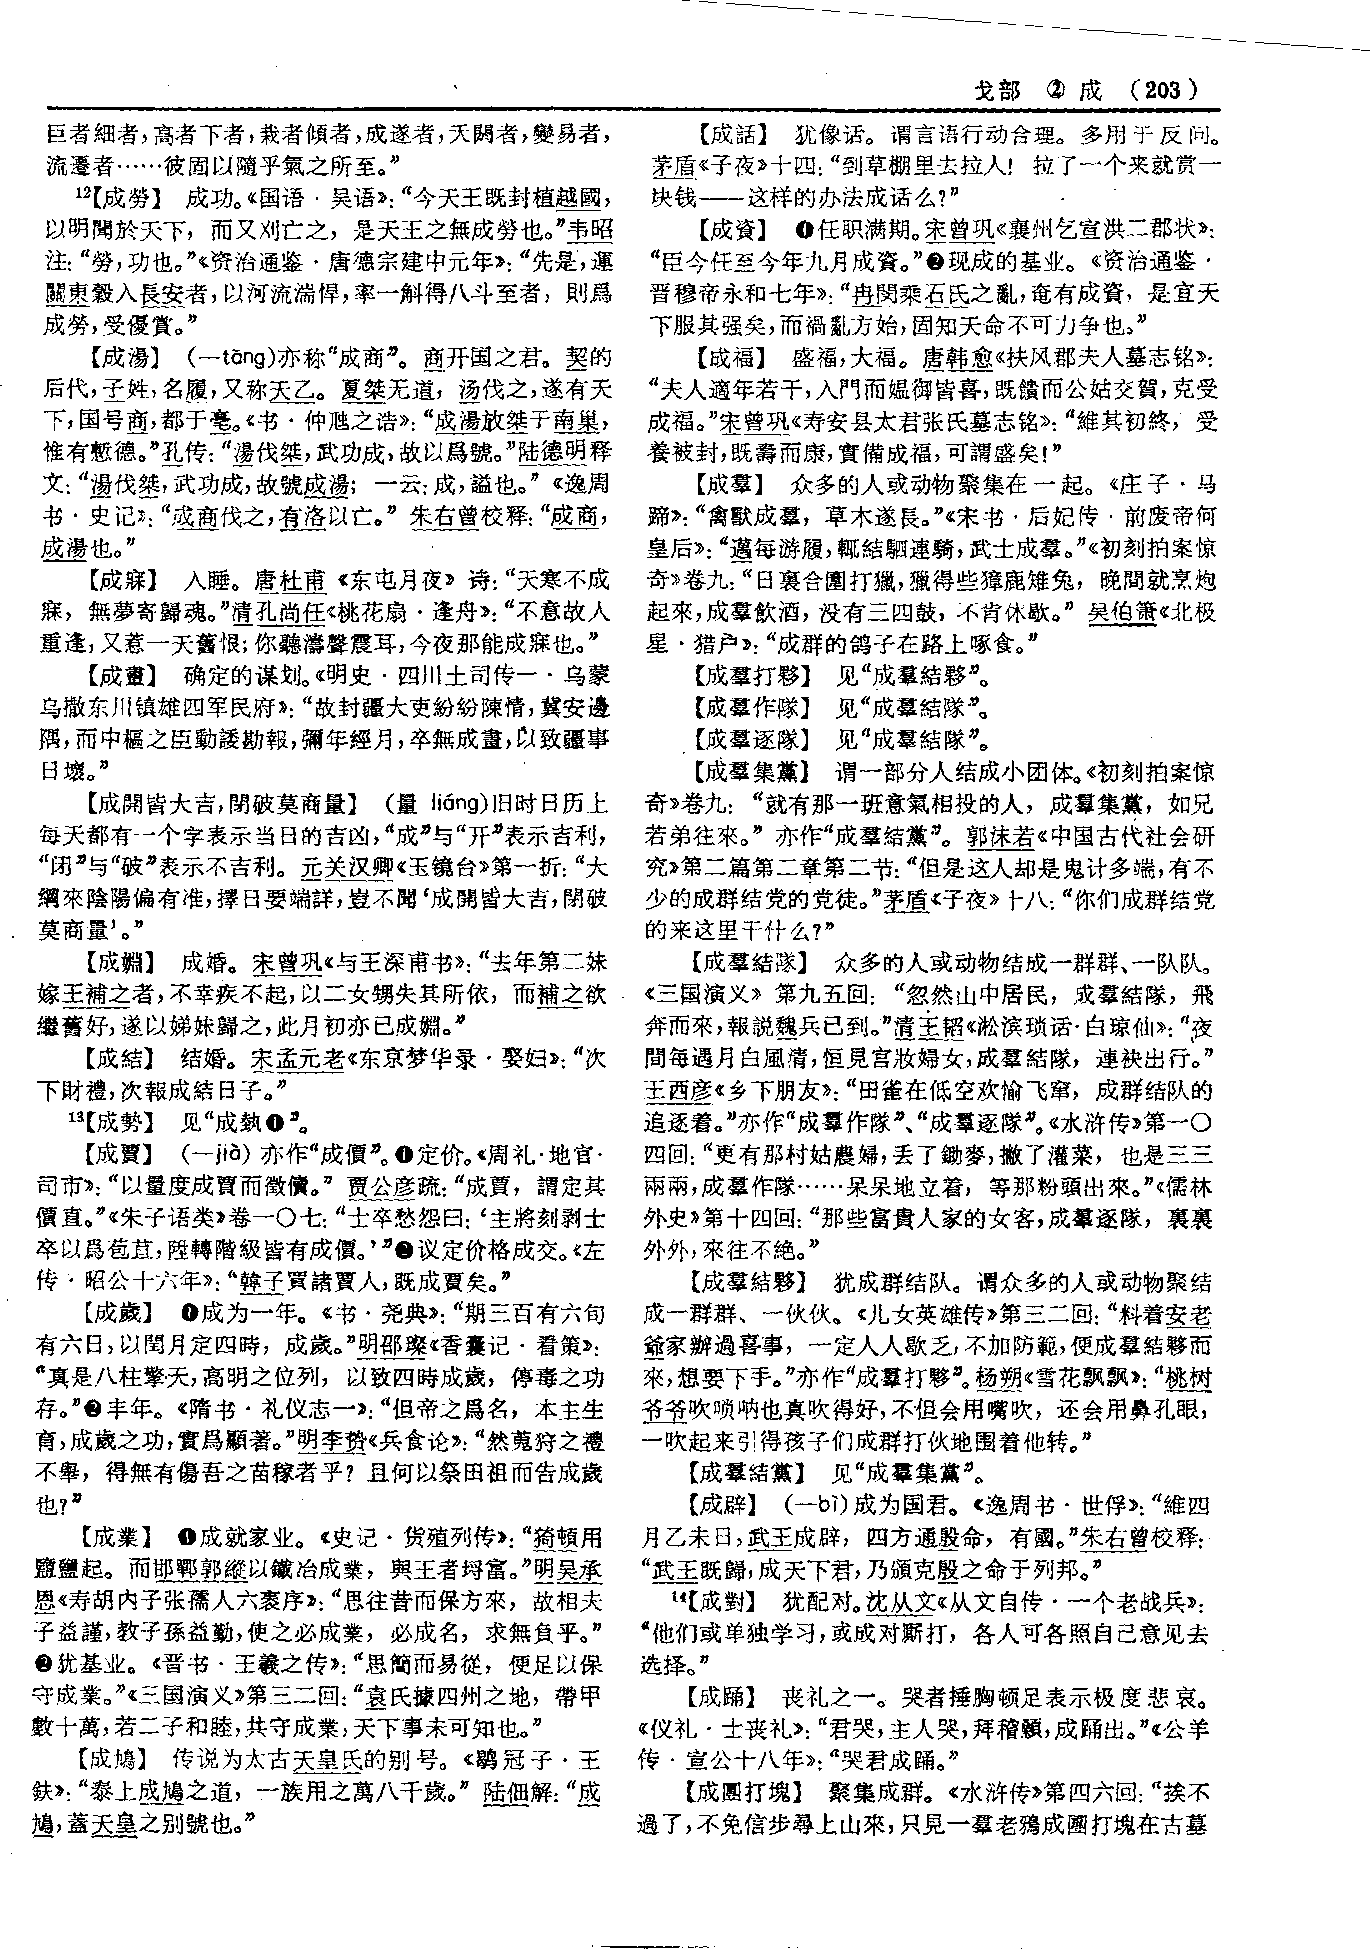 戈部 ② 成 （203）
巨者細者，高者下者，栽者傾者，成遂者，夭閼者，變易者，
流遷者……彼固以隨乎氣之所至。”
12【成勞】 成功。《国语·吴语》：“今天王既封植越國，
以明聞於天下，而又刈亡之，是天王之無成勞也。”韦昭
注：“勞，功也。”《资治通鉴·唐德宗建中元年》：“先是，運
關東穀入長安者，以河流湍悍，率一斛得八斗至者，則爲
成勞，受優賞。”
【成湯】 （一tāng）亦称“成商”。商开国之君。契的
后代，子姓，名履，又称天乙。夏桀无道，汤伐之，遂有天
下，国号商，都于亳。《书·仲虺之诰》：“成湯放桀于南巢，
惟有慙德。”孔传：“湯伐桀，武功成，故以爲號。”陆德明释
文：“湯伐桀，武功成，故號成湯；一云：成，謚也。”《逸周
书·史记》：“成商伐之，有洛以亡。”朱右曾校释：“成商，
成湯也。”
【成寐】 入睡。唐杜甫《东屯月夜》诗：“天寒不成
寐，無夢寄歸魂。”清孔尚任《桃花扇·逢舟》：“不意故人
重逢，又惹一天舊恨；你聽濤聲震耳，今夜那能成寐也。”
【成畫】 确定的谋划。《明史·四川土司传一·乌蒙
乌撒东川镇雄四军民府》：“故封疆大吏紛紛陳情，冀安邊
隅，而中樞之臣動諉勘報，彌年經月，卒無成畫，以致疆事
日壞。”
【成開皆大吉，閉破莫商量】 （量 liáng）旧时日历上
每天都有一个字表示当日的吉凶，“成”与“开”表示吉利，
“闭”与“破”表示不吉利。元关汉卿《玉镜台》第一折：“大
綱來陰陽偏有准，擇日要端詳，豈不聞‘成開皆大吉，閉破
莫商量’。”
【成婣】 成婚。宋曾巩《与王深甫书》：“去年第二妹
嫁王補之者，不幸疾不起，以二女甥失其所依，而補之欲
繼舊好，遂以娣妹歸之，此月初亦已成婣。”
【成結】 结婚。宋孟元老《东京梦华录·娶妇》：“次
下財禮，次報成結日子。”
13【成勢】 见“成埶❶”。
【成賈】 （一jià）亦作“成價”。❶定价。《周礼·地官·
司市》：“以量度成賈而徵儥。”贾公彦疏：“成賈，謂定其
價直。”《朱子语类》卷一〇七：“士卒愁怨曰：‘主將刻剥士
卒以爲苞苴，陞轉階級皆有成價。’”❷议定价格成交。《左
传·昭公十六年》：“韓子買諸賈人，既成賈矣。”
【成歲】 ❶成为一年。《书·尧典》：“期三百有六旬
有六日，以閏月定四時，成歲。”明邵璨《香囊记·看策》：
“真是八柱擎天，高明之位列，以致四時成歲，停毒之功
存。”❷丰年。《隋书·礼仪志一》：“但帝之爲名，本主生
育，成歲之功，實爲顯著。”明李贽《兵食论》：“然蒐狩之禮
不舉，得無有傷吾之苗稼者乎？且何以祭田祖而告成歲
也？”
【成業】 ❶成就家业。《史记·货殖列传》：“猗頓用
盬鹽起。而邯鄲郭縱以鐵冶成業，與王者埒富。”明吴承
恩《寿胡内子张孺人六袠序》：“思往昔而保方來，故相夫
子益謹，教子孫益勤，使之必成業，必成名，求無負乎。”
❷犹基业。《晋书·王羲之传》：“思簡而易從，便足以保
守成業。”《三国演义》第三二回：“袁氏據四州之地，帶甲
數十萬，若二子和睦，共守成業，天下事未可知也。”
【成鳩】 传说为太古天皇氏的别号。《鹖冠子·王
鈇》：“泰上成鳩之道，一族用之萬八千歲。”陆佃解：“成
鳩，蓋天皇之别號也。”
【成話】 犹像话。谓言语行动合理。多用于反问。
茅盾《子夜》十四：“到草棚里去拉人！拉了一个来就赏一
块钱——这样的办法成话么？”
【成資】 ❶任职满期。宋曾巩《襄州乞宣洪二郡状》：
“臣今任至今年九月成資。”❷现成的基业。《资治通鉴·
晋穆帝永和七年》：“冉閔乘石氏之亂，奄有成資，是宜天
下服其强矣，而禍亂方始，固知天命不可力争也。”
【成福】 盛福，大福。唐韩愈《扶风郡夫人墓志铭》：
“夫人適年若干，入門而媪御皆喜，既饋而公姑交賀，克受
成福。”宋曾巩《寿安县太君张氏墓志铭》：“維其初終，受
養被封，既壽而康，實備成福，可謂盛矣！”
【成羣】 众多的人或动物聚集在一起。《庄子·马
蹄》：“禽獸成羣，草木遂長。”《宋书·后妃传·前废帝何
皇后》：“邁每游履，輒結駟連騎，武士成羣。”《初刻拍案惊
奇》卷九：“日裏合圍打獵，獵得些獐鹿雉兔，晚間就烹炮
起來，成羣飲酒，没有三四鼓，不肯休歇。”吴伯箫《北极
星·猎户》：“成群的鸽子在路上啄食。”
【成羣打夥】 见“成羣結夥”。
【成羣作隊】 见“成羣結隊”。
【成羣逐隊】 见“成羣結隊”。
【成羣集黨】 谓一部分人结成小团体。《初刻拍案惊
奇》卷九：“就有那一班意氣相投的人，成羣集黨，如兄
若弟往來。”亦作“成羣結黨”。郭沫若《中国古代社会研
究》第二篇第二章第二节：“但是这人却是鬼计多端，有不
少的成群结党的党徒。”茅盾《子夜》十八：“你们成群结党
的来这里干什么？”
【成羣結隊】 众多的人或动物结成一群群、一队队。
《三国演义》第九五回：“忽然山中居民，成羣結隊，飛
奔而來，報説魏兵已到。”清王韬《淞滨琐话·白琼仙》：“夜
間每遇月白風清，恒見宫妝婦女，成羣結隊，連袂出行。”
王西彦《乡下朋友》：“田雀在低空欢愉飞窜，成群结队的
追逐着。”亦作“成羣作隊”、“成羣逐隊”。《水浒传》第一〇
四回：“更有那村姑農婦，丢了鋤麥，撇了灌菜，也是三三
兩兩，成羣作隊……呆呆地立着，等那粉頭出來。”《儒林
外史》第十四回：“那些富貴人家的女客，成羣逐隊，裏裏
外外，來往不絶。”
【成羣結夥】 犹成群结队。谓众多的人或动物聚结
成一群群、一伙伙。《儿女英雄传》第三二回：“料着安老
爺家辦過喜事，一定人人歇乏，不加防範，便成羣結夥而
來，想要下手。”亦作“成羣打夥”。杨朔《雪花飘飘》：“桃树
爷爷吹唢呐也真吹得好，不但会用嘴吹，还会用鼻孔眼，
一吹起来引得孩子们成群打伙地围着他转。”
【成羣結黨】 见“成羣集黨”。
【成辟】 （一bì）成为国君。《逸周书·世俘》：“維四
月乙未日，武王成辟，四方通殷命，有國。”朱右曾校释：
“武王既歸，成天下君，乃頒克殷之命于列邦。”
14【成對】 犹配对。沈从文《从文自传·一个老战兵》：
“他们或单独学习，或成对厮打，各人可各照自己意见去
选择。”
【成踊】 丧礼之一。哭者捶胸顿足表示极度悲哀。
《仪礼·士丧礼》：“君哭，主人哭，拜稽顙，成踊出。”《公羊
传·宣公十八年》：“哭君成踊。”
【成團打塊】 聚集成群。《水浒传》第四六回：“挨不
過了，不免信步尋上山來，只見一羣老鴉成團打塊在古墓